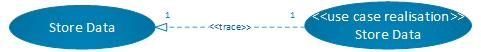 Store Data
1
<<trace>>
1
<<use case realisation>>
Store Data